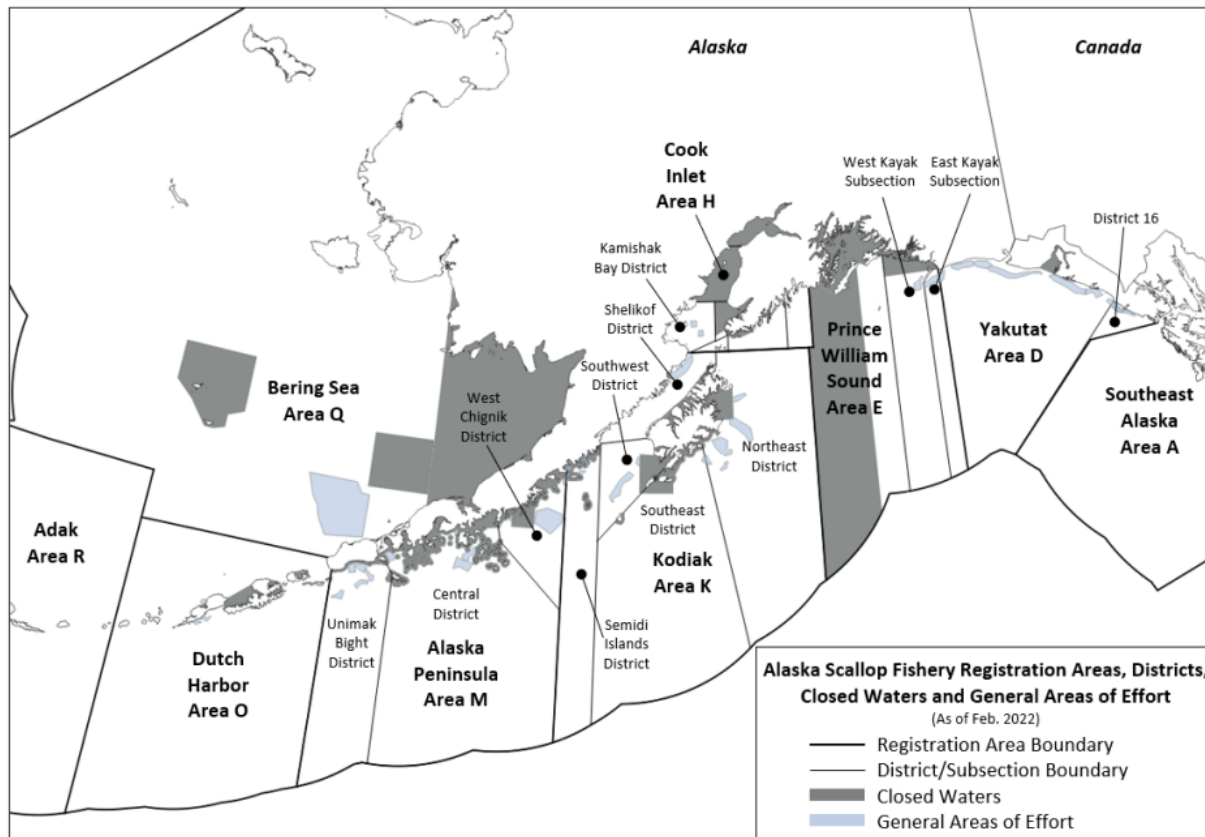 Alaska
Canada
Cook
Inlet
Area H
West Kayak
Subsection
East Kayak
Subsection
District 16
Kamishak
Bay District
Shelikof
District
Southwest
District
West
Chignik
District
Bering Sea
Area Q
Prince
William
Sound
Area E
Yakutat
Area D
Southeast
Alaska
Area A
Northeast
District
Southeast
District
Kodiak
Area K
Adak
Area R
Central
District
Unimak
Bight
District
Semidi
Islands
District
Dutch
Harbor
Area O
Alaska
Peninsula
Area M
Alaska Scallop Fishery Registration Areas, Districts,
Closed Waters and General Areas of Effort
(As of Feb. 2022)
Registration Area Boundary
District/Subsection Boundary
Closed Waters
General Areas of Effort